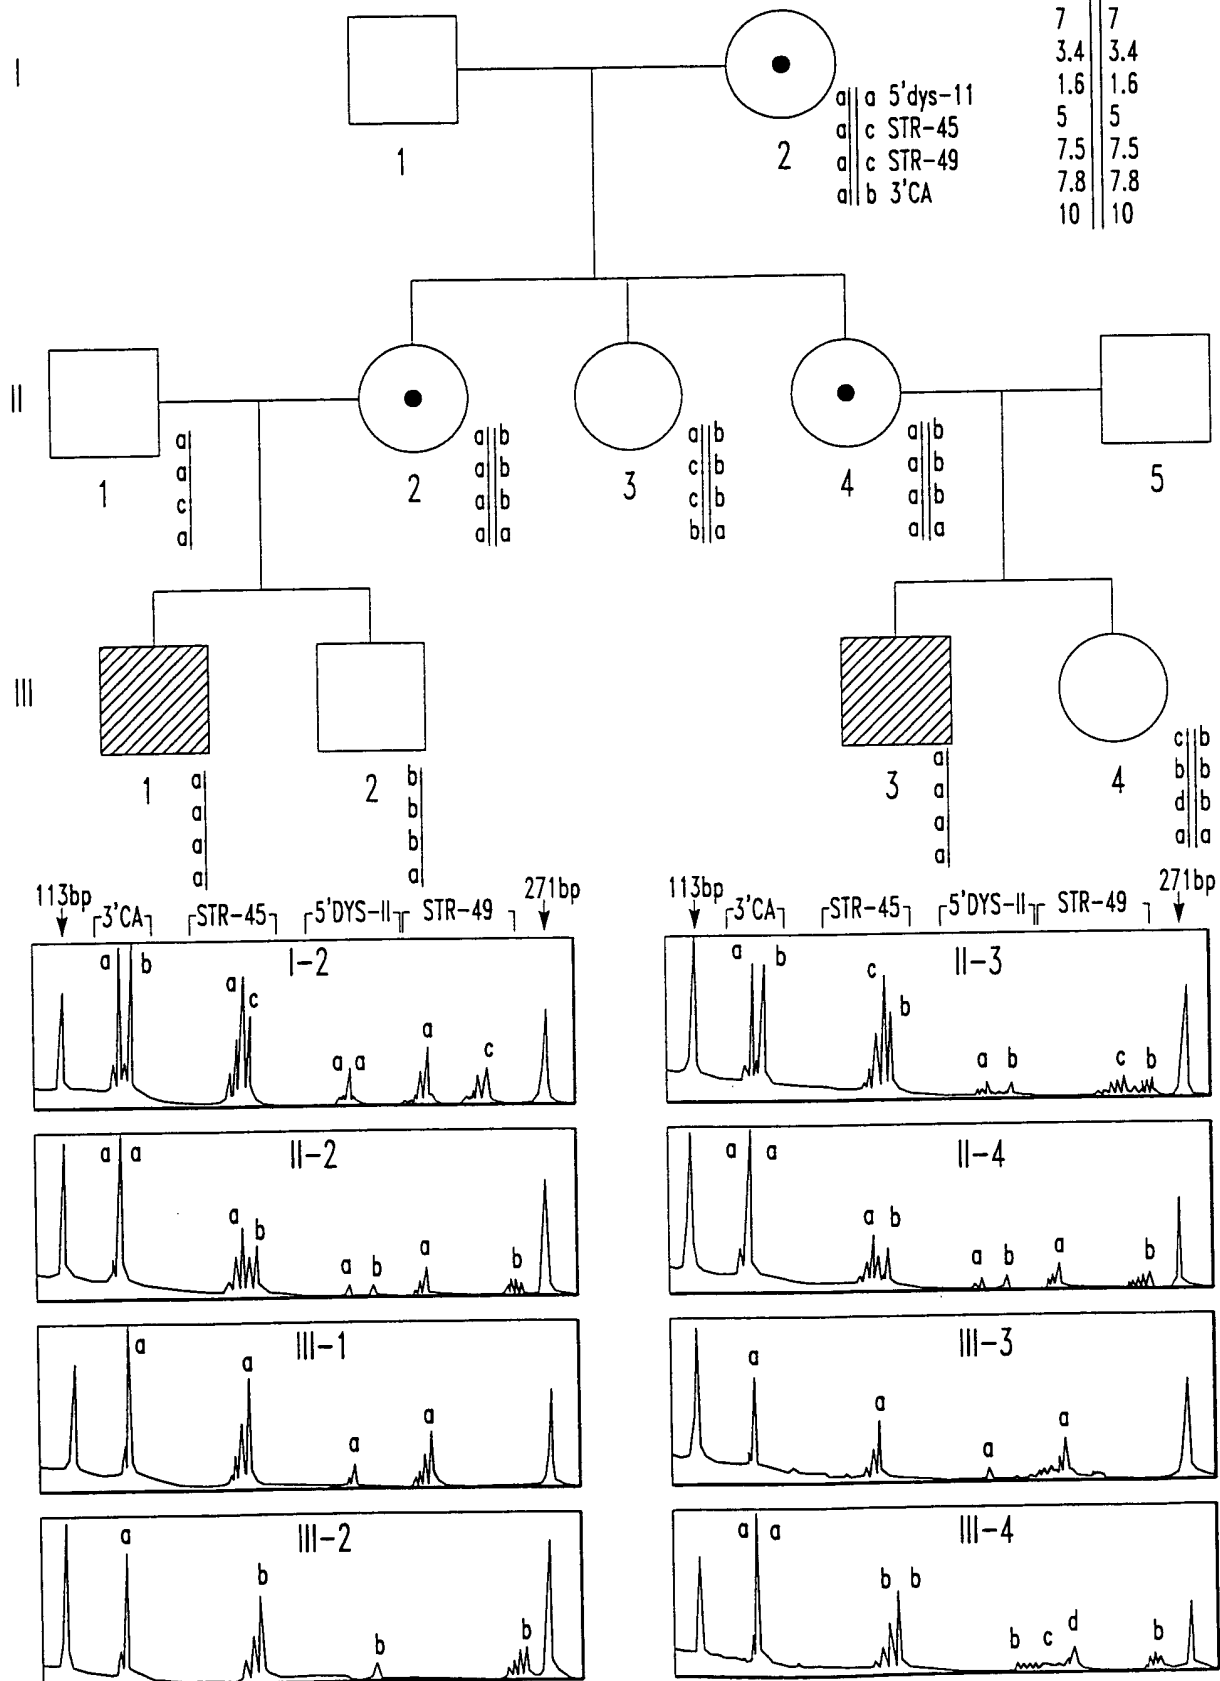 7 7
3.4 3.4
1.6 1.6
5 5
7.5 7.5
7.8 7.8
10 10
I
1
2
a a 5'dys-11
a c STR-45
a c STR-49
a b 3'CA
II
1
a
a
c
a
2
a b
a b
a b
a a
3
a b
c b
c b
b a
4
a b
a b
a b
a a
5
III
1
a
a
a
a
2
b
b
b
a
3
a
a
a
a
4
c b
b b
d b
a a
113bp 3'CA STR-45 5'DYS-II STR-49 271bp
I-2
a b a c a a a c
II-2
a a a b a b a b
III-1
a a a a
III-2
a b b b
113bp 3'CA STR-45 5'DYS-II STR-49 271bp
II-3
a b c b a b c b
II-4
a a a b a b a b
III-3
a a a a
III-4
a a b b b c d b